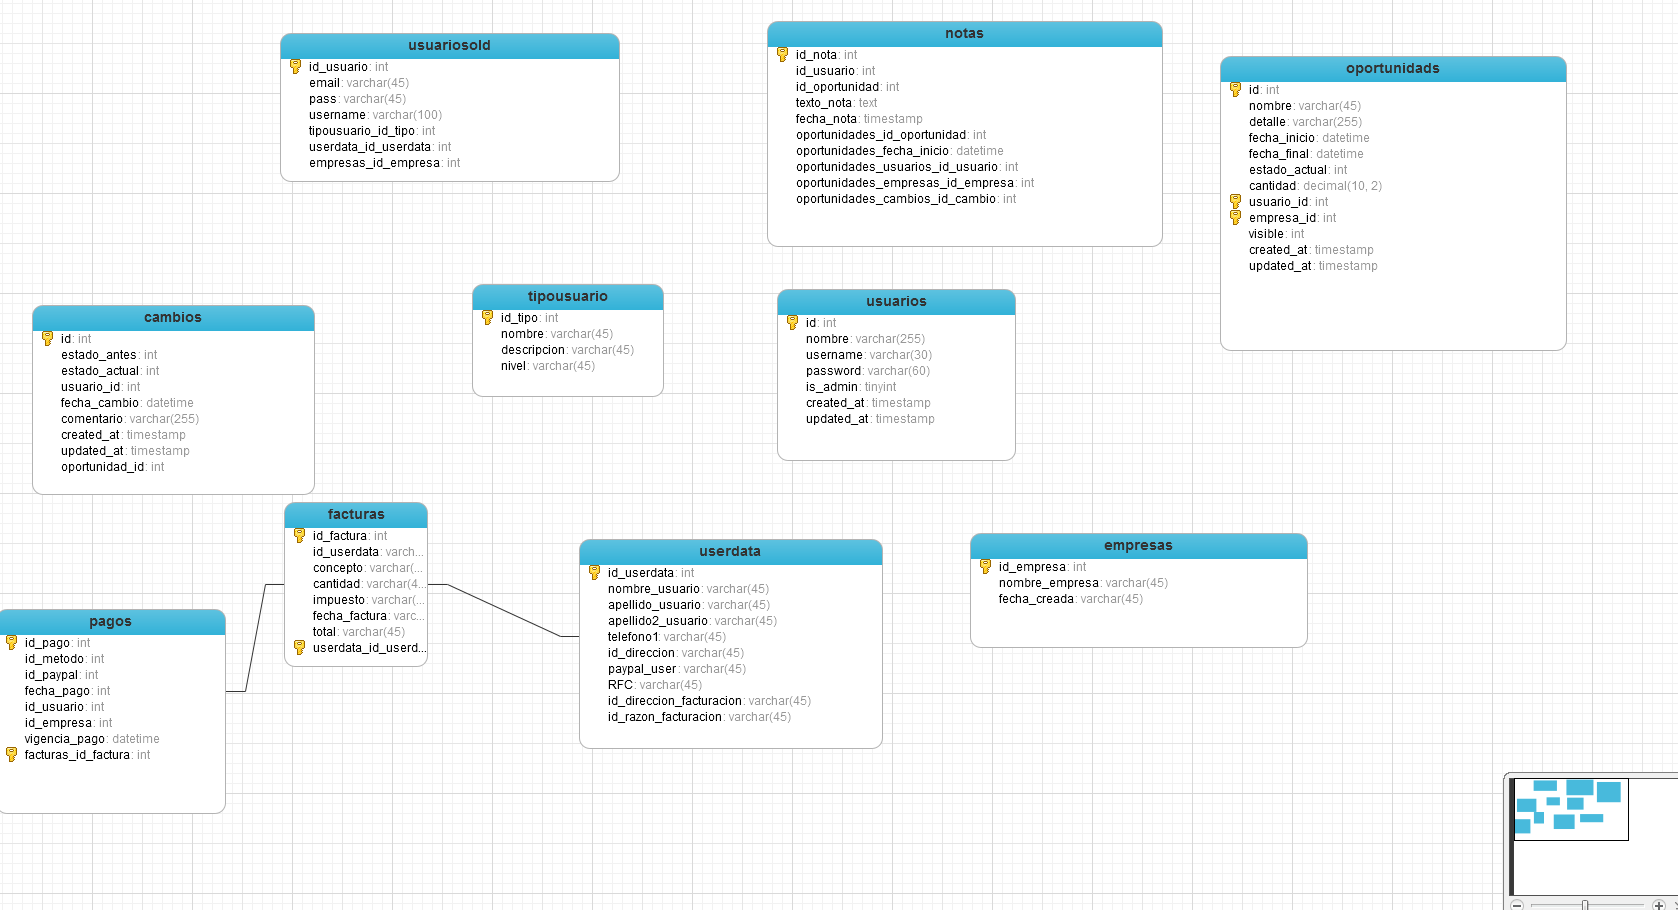 usuariosold
id_usuario: int
email: varchar(45)
pass: varchar(45)
username: varchar(100)
tipousuario_id_tipo: int
userdata_id_userdata: int
empresas_id_empresa: int
notas
id_nota: int
id_usuario: int
id_oportunidad: int
texto_nota: text
fecha_nota: timestamp
oportunidades_id_oportunidad: int
oportunidades_fecha_inicio: datetime
oportunidades_usuarios_id_usuario: int
oportunidades_empresas_id_empresa: int
oportunidades_cambios_id_cambio: int
oportunidads
id: int
nombre: varchar(45)
detalle: varchar(255)
fecha_inicio: datetime
fecha_final: datetime
estado_actual: int
cantidad: decimal(10, 2)
usuario_id: int
empresa_id: int
visible: int
created_at: timestamp
updated_at: timestamp
cambios
id: int
estado_antes: int
estado_actual: int
usuario_id: int
fecha_cambio: datetime
comentario: varchar(255)
created_at: timestamp
updated_at: timestamp
oportunidad_id: int
tipousuario
id_tipo: int
nombre: varchar(45)
descripcion: varchar(45)
nivel: varchar(45)
usuarios
id: int
nombre: varchar(255)
username: varchar(30)
password: varchar(60)
is_admin: tinyint
created_at: timestamp
updated_at: timestamp
facturas
id_factura: int
id_userdata: varch...
concepto: varchar(...
cantidad: varchar(4...
impuesto: varchar(...
fecha_factura: varc...
total: varchar(45)
userdata_id_userd...
userdata
id_userdata: int
nombre_usuario: varchar(45)
apellido_usuario: varchar(45)
apellido2_usuario: varchar(45)
telefono1: varchar(45)
id_direccion: varchar(45)
paypal_user: varchar(45)
RFC: varchar(45)
id_direccion_facturacion: varchar(45)
id_razon_facturacion: varchar(45)
empresas
id_empresa: int
nombre_empresa: varchar(45)
fecha_creada: varchar(45)
pagos
id_pago: int
id_metodo: int
id_paypal: int
fecha_pago: int
id_usuario: int
id_empresa: int
vigencia_pago: datetime
facturas_id_factura: int